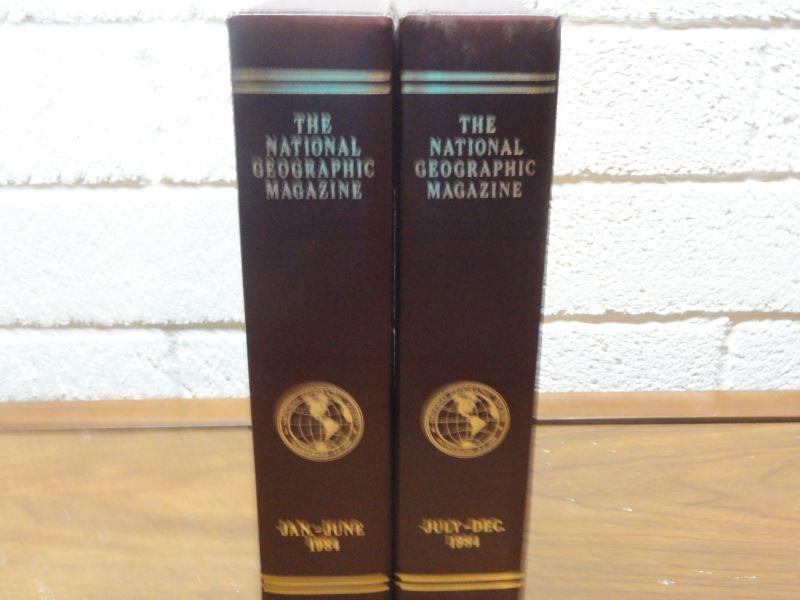 THE
NATIONAL
GEOGRAPHIC
MAGAZINE
JAN.-JUNE
1984
THE
NATIONAL
GEOGRAPHIC
MAGAZINE
JULY-DEC.
1984